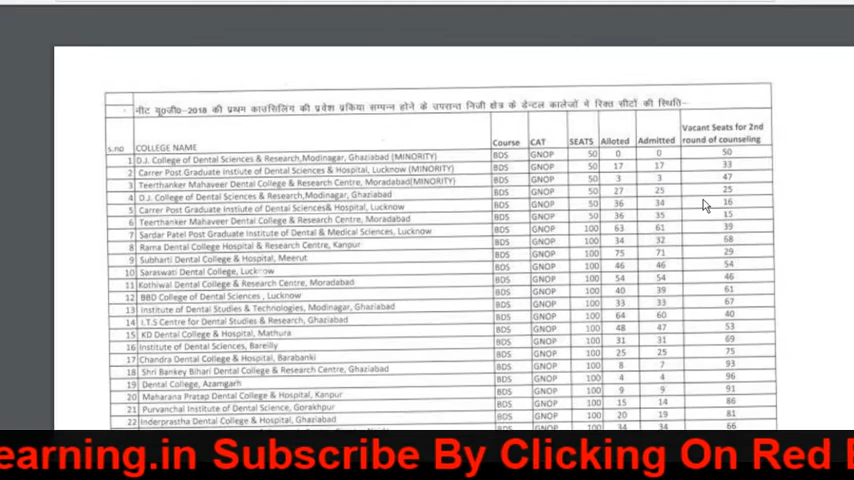 नीट यू0जी0-2018 की प्रथम काउंसिलिंग की प्रवेश प्रकिया सम्पन्न होने के उपरान्त निजी क्षेत्र के डेन्टल कालेजों में रिक्त सीटों की स्थिति-
s.no COLLEGE NAME Course CAT SEATS Alloted Admitted Vacant Seats for 2nd round of counseling
1 D.J. College of Dental Sciences & Research,Modinagar, Ghaziabad (MINORITY) BDS GNOP 50 0 0 50
2 Carrer Post Graduate Instiute of Dental Sciences & Hospital, Lucknow (MINORITY) BDS GNOP 50 17 17 33
3 Teerthanker Mahaveer Dental College & Research Centre, Moradabad(MINORITY) BDS GNOP 50 3 3 47
4 D.J. College of Dental Sciences & Research,Modinagar, Ghaziabad BDS GNOP 50 27 25 25
5 Carrer Post Graduate Instiute of Dental Sciences& Hospital, Lucknow BDS GNOP 50 36 34 16
6 Teerthanker Mahaveer Dental College & Research Centre, Moradabad BDS GNOP 50 36 35 15
7 Sardar Patel Post Graduate Institute of Dental & Medical Sciences, Lucknow BDS GNOP 100 63 61 39
8 Rama Dental College Hospital & Research Centre, Kanpur BDS GNOP 100 34 32 68
9 Subharti Dental College & Hospital, Meerut BDS GNOP 100 75 71 29
10 Saraswati Dental College, Lucknow BDS GNOP 100 46 46 54
11 Kothiwal Dental College & Research Centre, Moradabad BDS GNOP 100 54 54 46
12 BBD College of Dental Sciences , Lucknow BDS GNOP 100 40 39 61
13 Institute of Dental Studies & Technologies, Modinagar, Ghaziabad BDS GNOP 100 33 33 67
14 I.T.S Centre for Dental Studies & Research, Ghaziabad BDS GNOP 100 64 60 40
15 KD Dental College & Hospital, Mathura BDS GNOP 100 48 47 53
16 Institute of Dental Sciences, Bareilly BDS GNOP 100 31 31 69
17 Chandra Dental College & Hospital, Barabanki BDS GNOP 100 25 25 75
18 Shri Bankey Bihari Dental College & Research Centre, Ghaziabad BDS GNOP 100 8 7 93
19 Dental College, Azamgarh BDS GNOP 100 4 4 96
20 Maharana Pratap Dental College & Hospital, Kanpur BDS GNOP 100 9 9 91
21 Purvanchal Institute of Dental Science, Gorakhpur BDS GNOP 100 15 14 86
22 Inderprastha Dental College & Hospital, Ghaziabad BDS GNOP 100 20 19 81
BDS GNOP 100 34 34 66
earning.in Subscribe By Clicking On Red